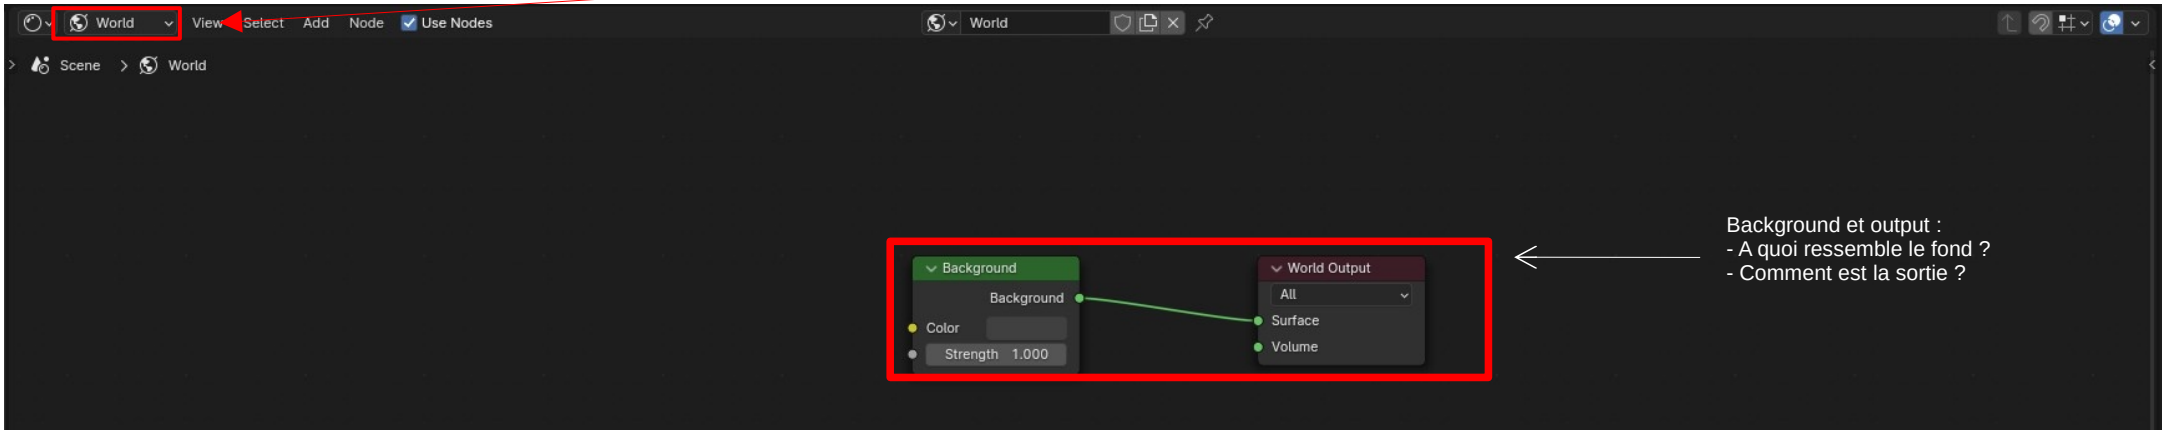 World View Select Add Node Use Nodes World
Scene > World
Background et output :
- A quoi ressemble le fond ?
- Comment est la sortie ?
Background
Background
Color
Strength 1.000
World Output
All
Surface
Volume